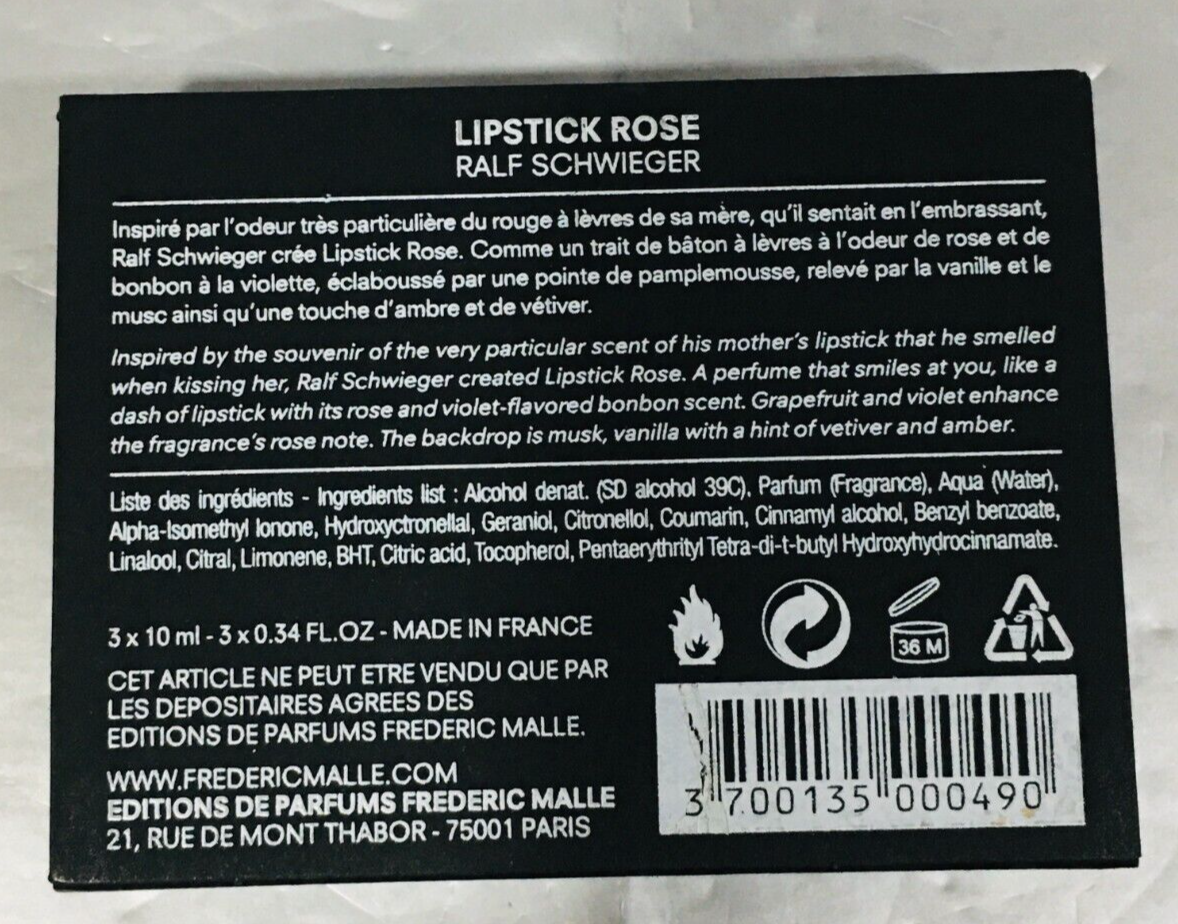 LIPSTICK ROSE
RALF SCHWIEGER
Inspiré par l'odeur très particulière du rouge à lèvres de sa mère, qu'il sentait en l'embrassant,
Ralf Schwieger crée Lipstick Rose. Comme un trait de bâton à lèvres à l'odeur de rose et de
bonbon à la violette, éclaboussé par une pointe de pamplemousse, relevé par la vanille et le
musc ainsi qu'une touche d'ambre et de vétiver.
Inspired by the souvenir of the very particular scent of his mother's lipstick that he smelled
when kissing her, Ralf Schwieger created Lipstick Rose. A perfume that smiles at you, like a
dash of lipstick with its rose and violet-flavored bonbon scent. Grapefruit and violet enhance
the fragrance's rose note. The backdrop is musk, vanilla with a hint of vetiver and amber.
Liste des ingrédients - Ingredients list : Alcohol denat. (SD alcohol 39C), Parfum (Fragrance), Aqua (Water),
Alpha-Isomethyl Ionone, Hydroxyctronellal, Geraniol, Citronellol, Coumarin, Cinnamyl alcohol, Benzyl benzoate,
Linalool, Citral, Limonene, BHT, Citric acid, Tocopherol, Pentaerythrityl Tetra-di-t-butyl Hydroxyhydrocinnamate.
3 x 10 ml - 3 x 0.34 FL.OZ - MADE IN FRANCE
CET ARTICLE NE PEUT ETRE VENDU QUE PAR
LES DEPOSITAIRES AGREES DES
EDITIONS DE PARFUMS FREDERIC MALLE.
WWW.FREDERICMALLE.COM
EDITIONS DE PARFUMS FREDERIC MALLE
21, RUE DE MONT THABOR - 75001 PARIS
36 M
3 700135 000490